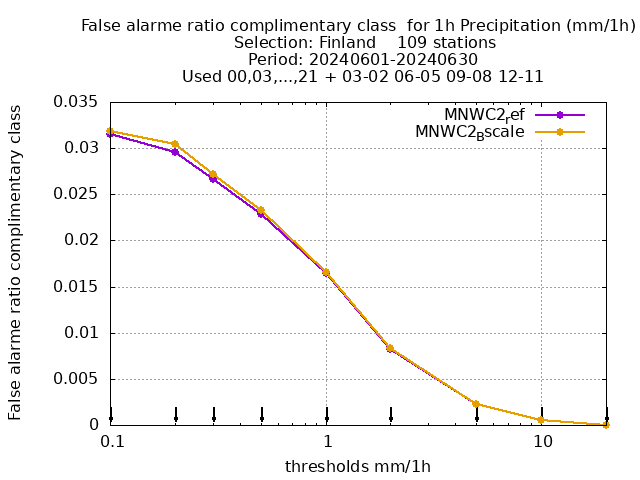 False alarme ratio complimentary class  for 1h Precipitation (mm/1h)
Selection: Finland    109 stations
Period: 20240601-20240630
Used 00,03,...,21 + 03-02 06-05 09-08 12-11
False alarme ratio complimentary class
0.035
0.03
0.025
0.02
0.015
0.01
0.005
0
MNWC2ref
MNWC2Bscale
0.1
1
10
thresholds mm/1h